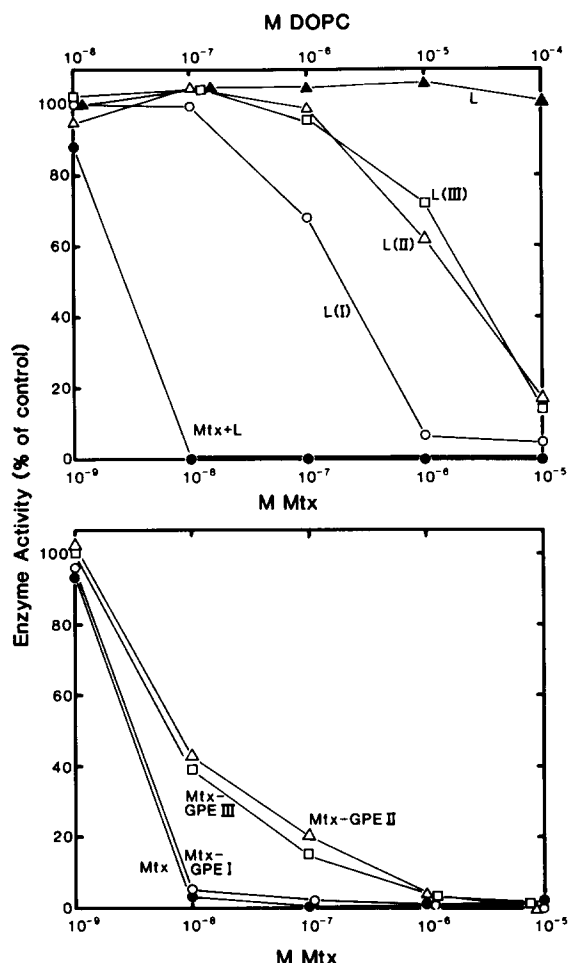 M DOPC
10⁻⁸ 10⁻⁷ 10⁻⁶ 10⁻⁵ 10⁻⁴
100
80
60
40
20
0
L
L(III)
L(II)
L(I)
Mtx+L
10⁻⁹ 10⁻⁸ 10⁻⁷ 10⁻⁶ 10⁻⁵
M Mtx
Enzyme Activity (% of control)
100
80
60
40
20
0
Mtx-
GPE III
Mtx-GPE II
Mtx
Mtx-
GPE I
10⁻⁹ 10⁻⁸ 10⁻⁷ 10⁻⁶ 10⁻⁵
M Mtx